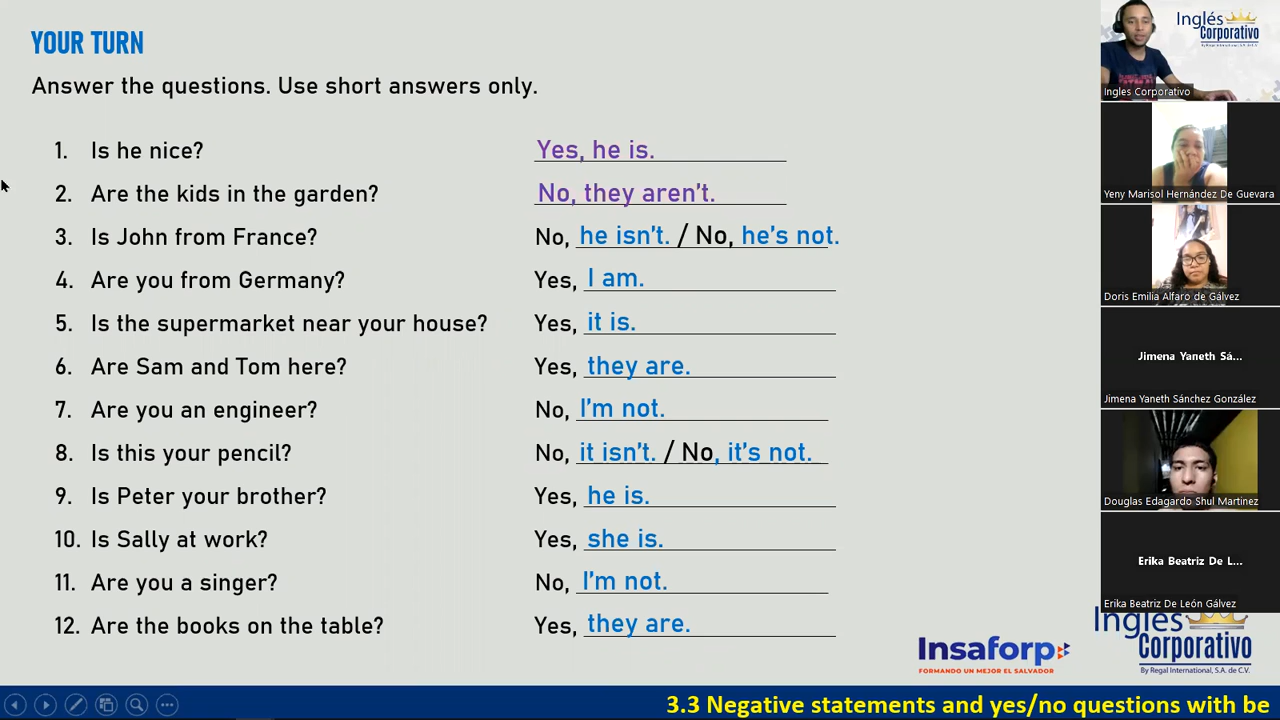 YOUR TURN
Answer the questions. Use short answers only.
1. Is he nice? Yes, he is.
2. Are the kids in the garden? No, they aren't.
3. Is John from France? No, he isn't. / No, he's not.
4. Are you from Germany? Yes, I am.
5. Is the supermarket near your house? Yes, it is.
6. Are Sam and Tom here? Yes, they are.
7. Are you an engineer? No, I'm not.
8. Is this your pencil? No, it isn't. / No, it's not.
9. Is Peter your brother? Yes, he is.
10. Is Sally at work? Yes, she is.
11. Are you a singer? No, I'm not.
12. Are the books on the table? Yes, they are.
Insaforp
FORMANDO UN MEJOR EL SALVADOR
Inglés
Corporativo
By Regal International, S.A. de C.V.
3.3 Negative statements and yes/no questions with be
Inglés
Corporativo
By Regal International, S.A. de C.V.
Ingles Corporativo
Yeny Marisol Hernández De Guevara
Doris Emilia Alfaro de Gálvez
Jimena Yaneth Sá...
Jimena Yaneth Sánchez González
Douglas Edagardo Shul Martinez
Erika Beatriz De L...
Erika Beatriz De León Gálvez